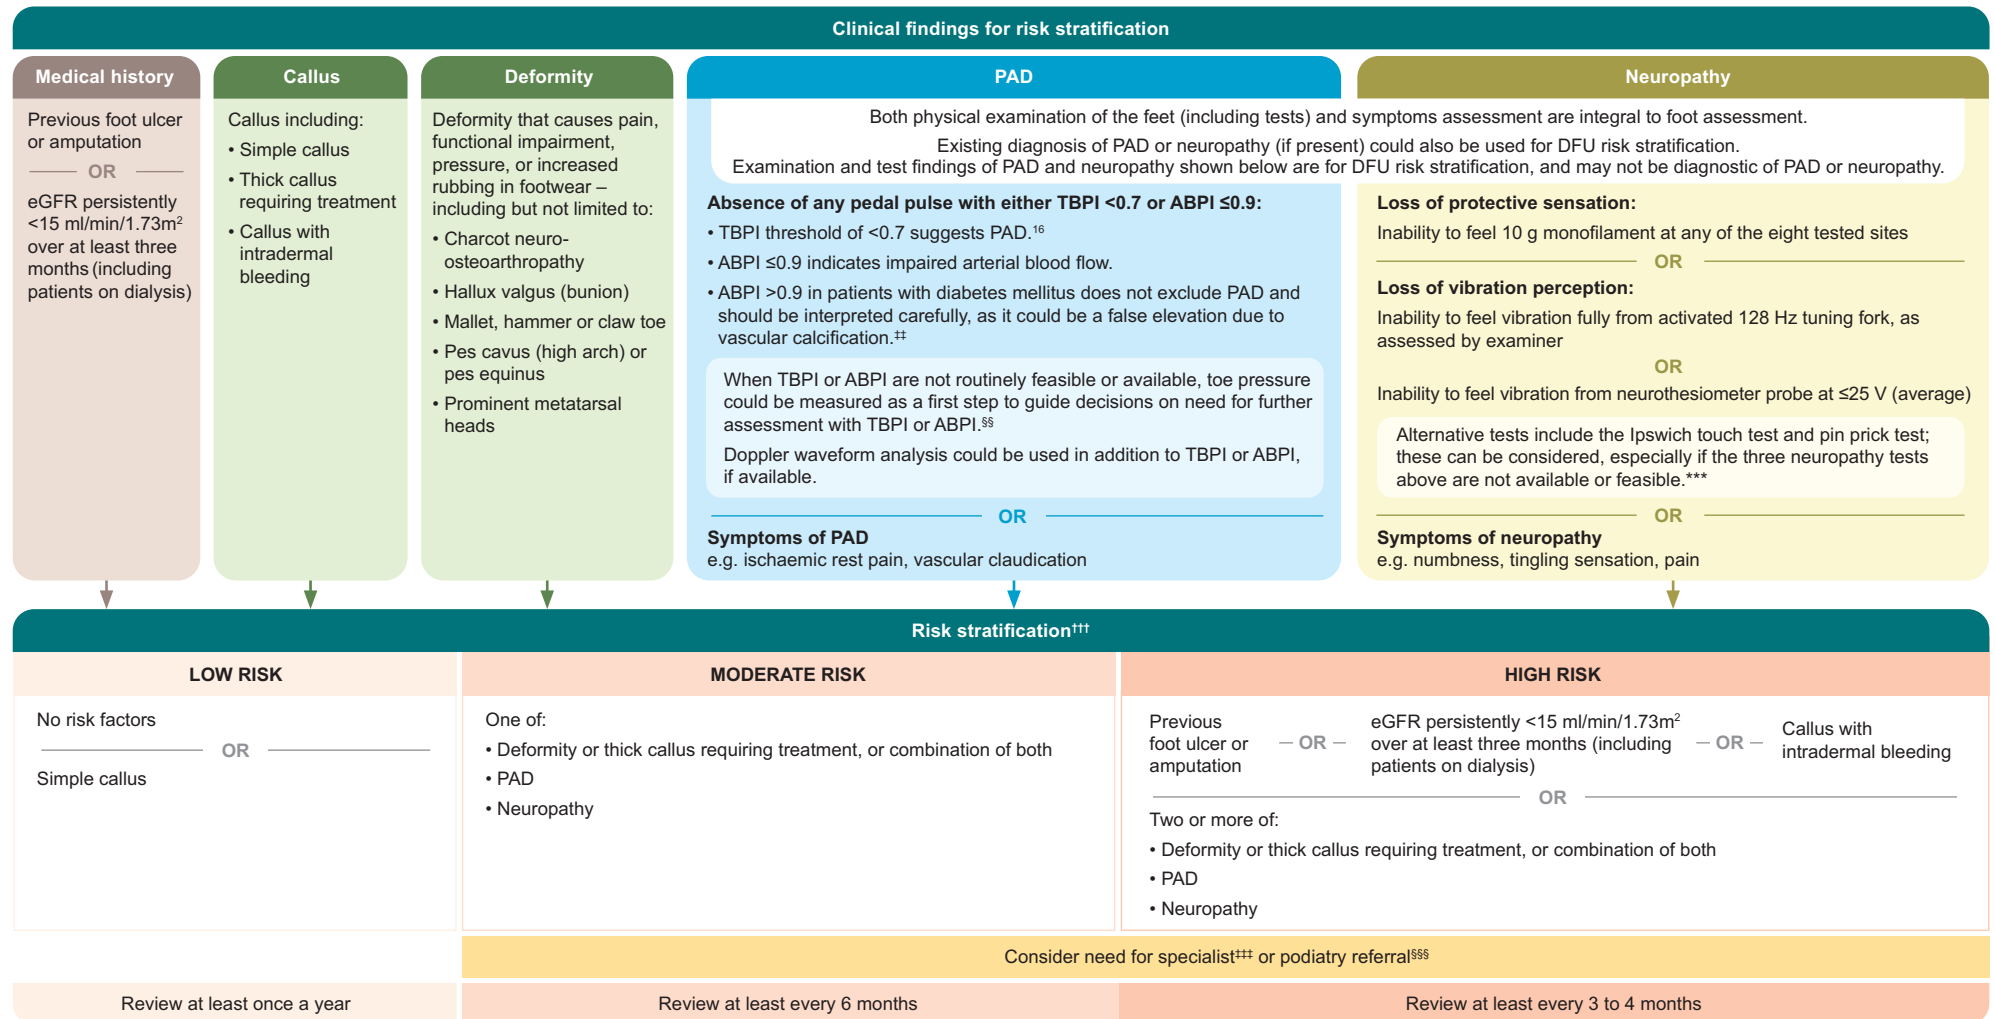 Clinical findings for risk stratification
Medical history
Previous foot ulcer
or amputation
OR
eGFR persistently
<15 ml/min/1.73m²
over at least three
months (including
patients on dialysis)
Callus
Callus including:
• Simple callus
• Thick callus
requiring treatment
• Callus with
intradermal
bleeding
Deformity
Deformity that causes pain,
functional impairment,
pressure, or increased
rubbing in footwear –
including but not limited to:
• Charcot neuro-
osteoarthropathy
• Hallux valgus (bunion)
• Mallet, hammer or claw toe
• Pes cavus (high arch) or
pes equinus
• Prominent metatarsal
heads
PAD
Neuropathy
Both physical examination of the feet (including tests) and symptoms assessment are integral to foot assessment.
Existing diagnosis of PAD or neuropathy (if present) could also be used for DFU risk stratification.
Examination and test findings of PAD and neuropathy shown below are for DFU risk stratification, and may not be diagnostic of PAD or neuropathy.
Absence of any pedal pulse with either TBPI <0.7 or ABPI ≤0.9:
• TBPI threshold of <0.7 suggests PAD.¹⁶
• ABPI ≤0.9 indicates impaired arterial blood flow.
• ABPI >0.9 in patients with diabetes mellitus does not exclude PAD and
should be interpreted carefully, as it could be a false elevation due to
vascular calcification.‡‡
When TBPI or ABPI are not routinely feasible or available, toe pressure
could be measured as a first step to guide decisions on need for further
assessment with TBPI or ABPI.§§
Doppler waveform analysis could be used in addition to TBPI or ABPI,
if available.
OR
Symptoms of PAD
e.g. ischaemic rest pain, vascular claudication
Loss of protective sensation:
Inability to feel 10 g monofilament at any of the eight tested sites
OR
Loss of vibration perception:
Inability to feel vibration fully from activated 128 Hz tuning fork, as
assessed by examiner
OR
Inability to feel vibration from neurothesiometer probe at ≤25 V (average)
Alternative tests include the Ipswich touch test and pin prick test;
these can be considered, especially if the three neuropathy tests
above are not available or feasible.***
OR
Symptoms of neuropathy
e.g. numbness, tingling sensation, pain
Risk stratification†††
LOW RISK
No risk factors
OR
Simple callus
MODERATE RISK
One of:
• Deformity or thick callus requiring treatment, or combination of both
• PAD
• Neuropathy
HIGH RISK
Previous
foot ulcer or
amputation
OR
eGFR persistently <15 ml/min/1.73m²
over at least three months (including
patients on dialysis)
OR
Callus with
intradermal bleeding
OR
Two or more of:
• Deformity or thick callus requiring treatment, or combination of both
• PAD
• Neuropathy
Consider need for specialist‡‡‡ or podiatry referral§§§
Review at least once a year
Review at least every 6 months
Review at least every 3 to 4 months